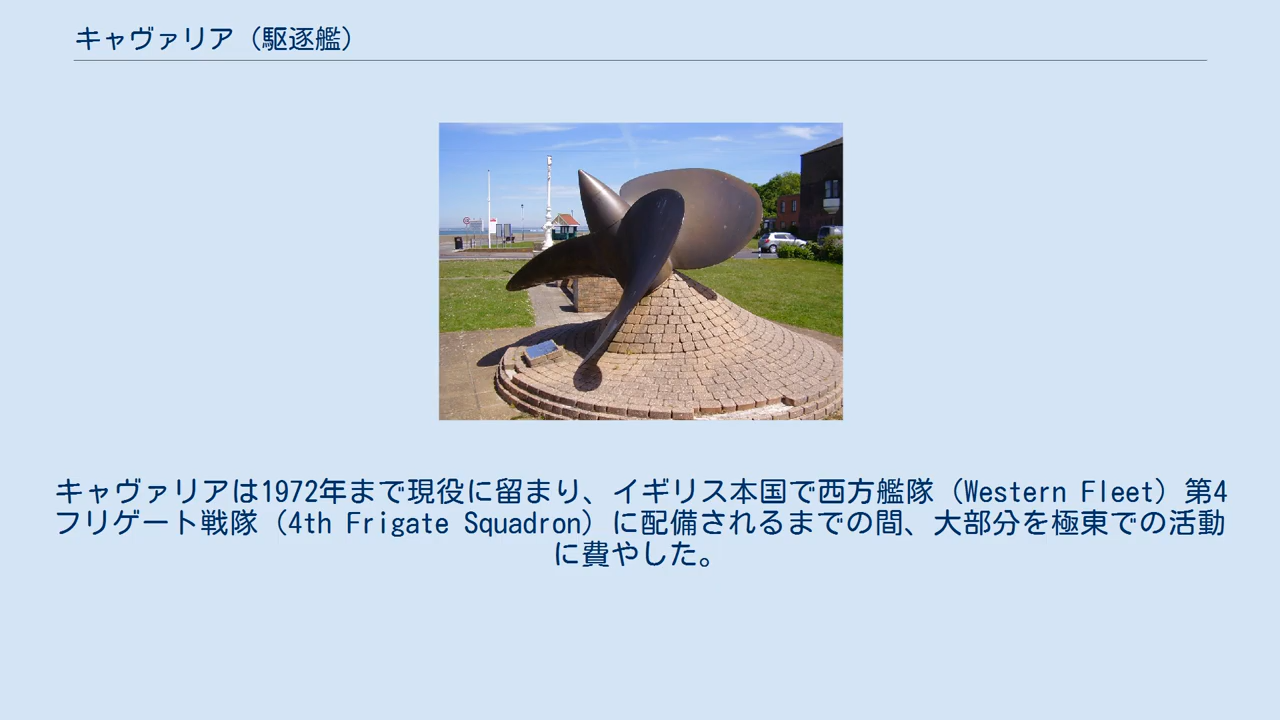 キャヴァリア（駆逐艦）
キャヴァリアは1972年まで現役に留まり、イギリス本国で西方艦隊（Western Fleet）第4
フリゲート戦隊（4th Frigate Squadron）に配備されるまでの間、大部分を極東での活動
に費やした。